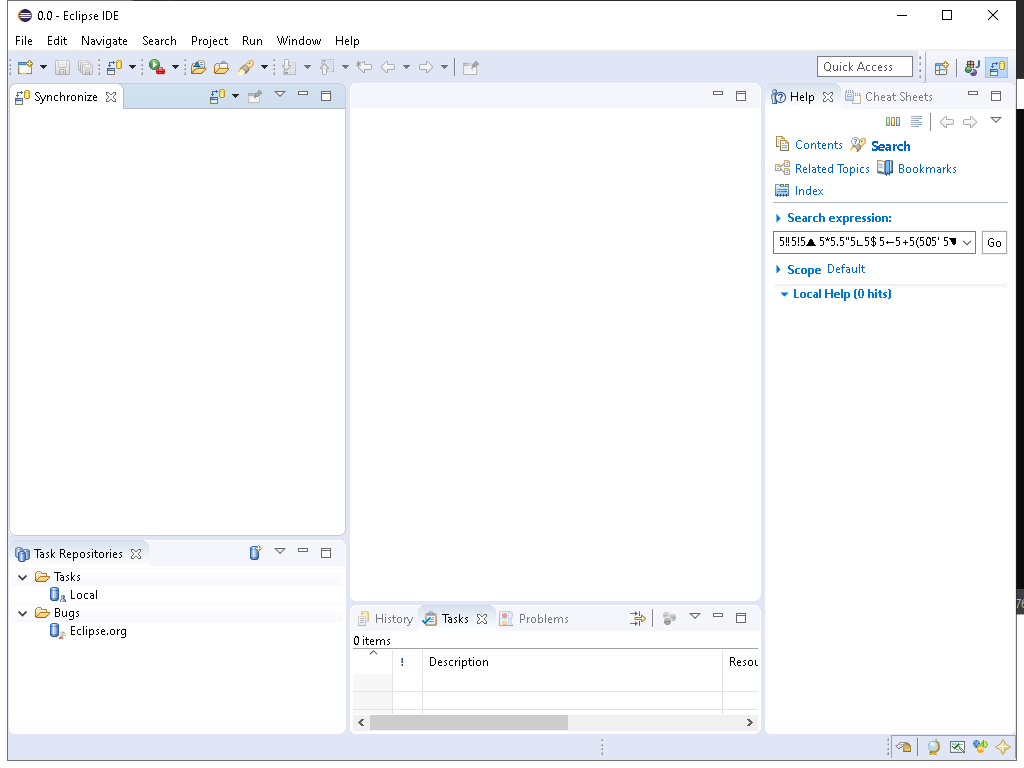 0.0 - Eclipse IDE
File Edit Navigate Search Project Run Window Help
Quick Access
Synchronize
Help Cheat Sheets
Contents Search
Related Topics Bookmarks
Index
Search expression:
5‼5!5▲ 5*5.5"5∟5$ 5←5+5(505' 5◥ Go
Scope Default
Local Help (0 hits)
Task Repositories
Tasks
Local
Bugs
Eclipse.org
History Tasks Problems
0 items
! Description Resou